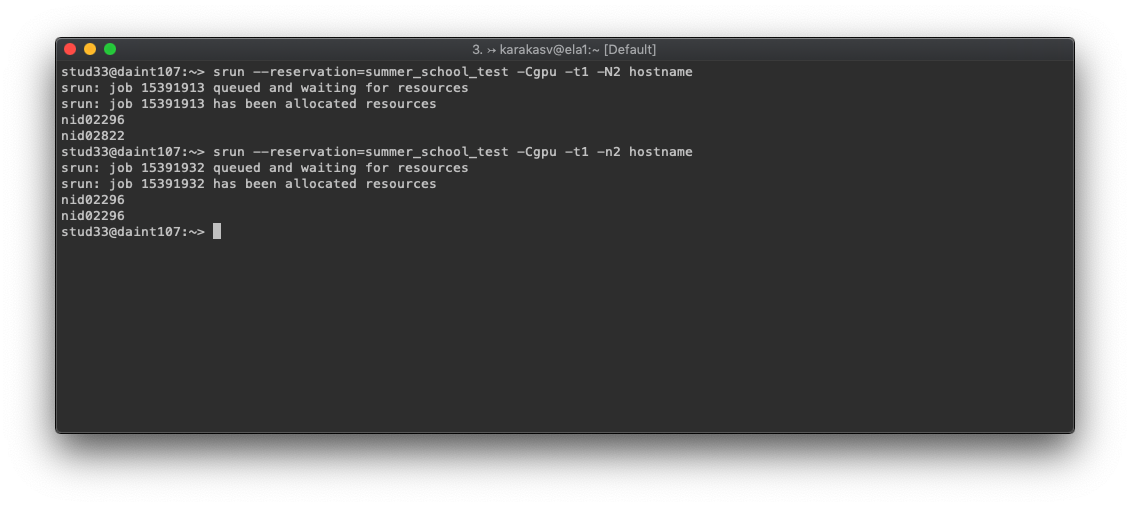 3. ↣ karakasv@ela1:~ [Default]
stud33@daint107:~> srun --reservation=summer_school_test -Cgpu -t1 -N2 hostname
srun: job 15391913 queued and waiting for resources
srun: job 15391913 has been allocated resources
nid02296
nid02822
stud33@daint107:~> srun --reservation=summer_school_test -Cgpu -t1 -n2 hostname
srun: job 15391932 queued and waiting for resources
srun: job 15391932 has been allocated resources
nid02296
nid02296
stud33@daint107:~>